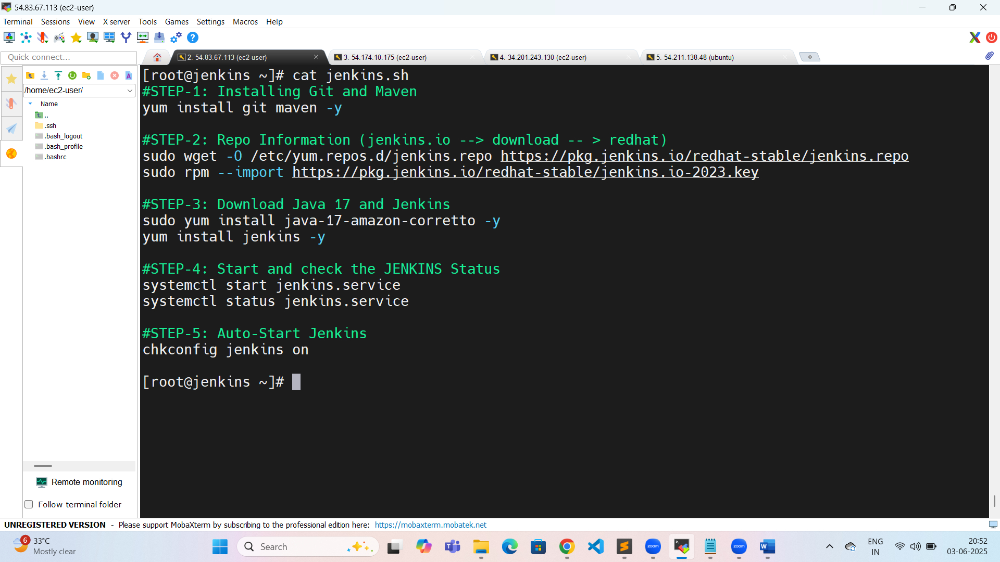 54.83.67.113 (ec2-user)
Terminal Sessions View X server Tools Games Settings Macros Help
Quick connect...
2. 54.83.67.113 (ec2-user)
3. 54.174.10.175 (ec2-user)
4. 34.201.243.130 (ec2-user)
5. 54.211.138.48 (ubuntu)
/home/ec2-user/
Name
..
.ssh
.bash_logout
.bash_profile
.bashrc
Remote monitoring
Follow terminal folder
[root@jenkins ~]# cat jenkins.sh
#STEP-1: Installing Git and Maven
yum install git maven -y
#STEP-2: Repo Information (jenkins.io --> download -- > redhat)
sudo wget -O /etc/yum.repos.d/jenkins.repo https://pkg.jenkins.io/redhat-stable/jenkins.repo
sudo rpm --import https://pkg.jenkins.io/redhat-stable/jenkins.io-2023.key
#STEP-3: Download Java 17 and Jenkins
sudo yum install java-17-amazon-corretto -y
yum install jenkins -y
#STEP-4: Start and check the JENKINS Status
systemctl start jenkins.service
systemctl status jenkins.service
#STEP-5: Auto-Start Jenkins
chkconfig jenkins on
[root@jenkins ~]#
UNREGISTERED VERSION - Please support MobaXterm by subscribing to the professional edition here: https://mobaxterm.mobatek.net
6
33°C
Mostly clear
Search
zoom
zoom
ENG
IN
20:52
03-06-2025